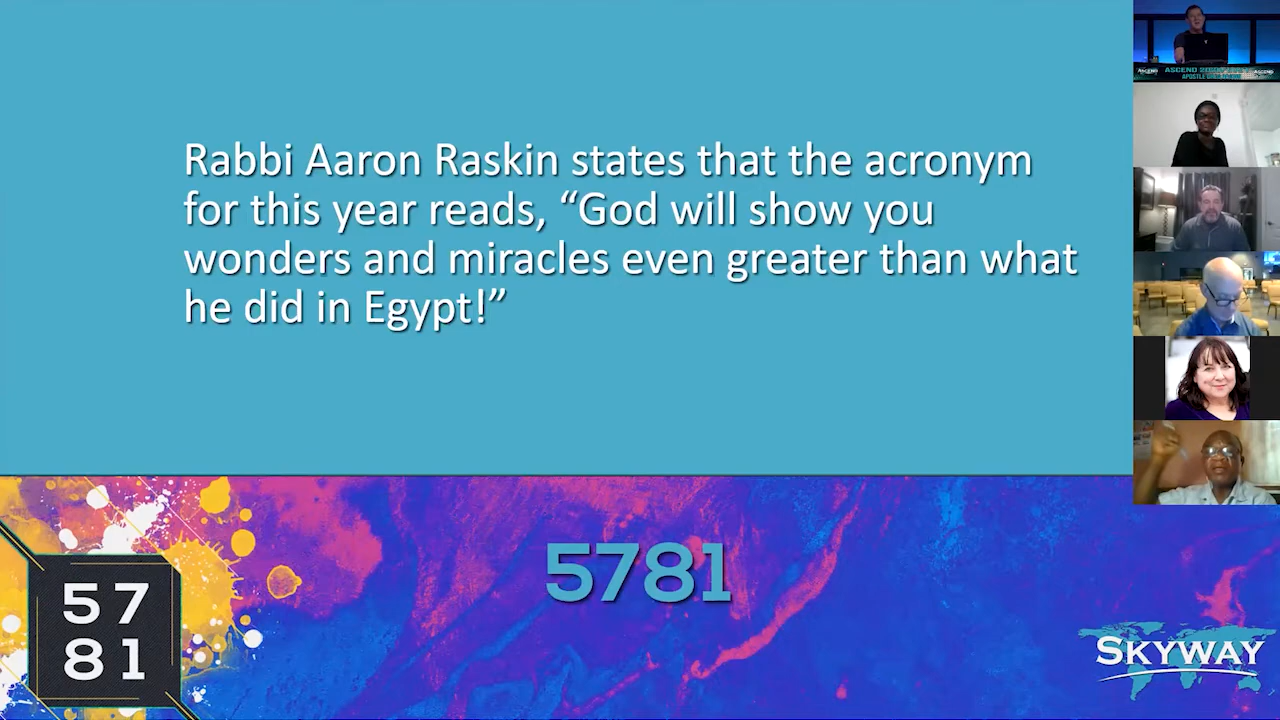 Rabbi Aaron Raskin states that the acronym
for this year reads, “God will show you
wonders and miracles even greater than what
he did in Egypt!”
5781
57
81
SKYWAY
ASCEND